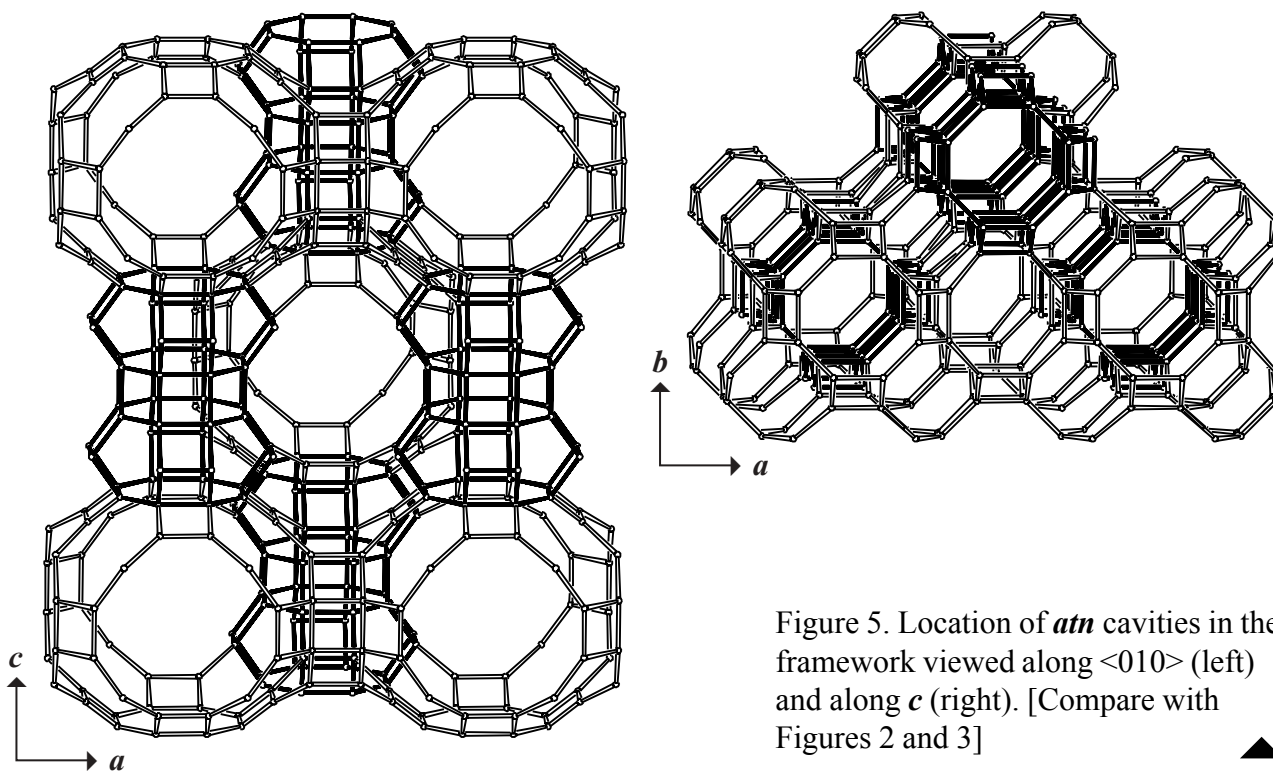 c
a
b
a
Figure 5. Location of atn cavities in the
framework viewed along <010> (left)
and along c (right). [Compare with
Figures 2 and 3]